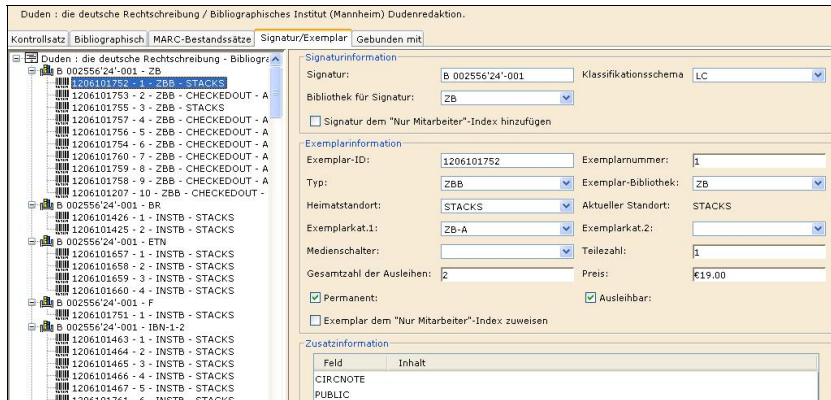 Duden : die deutsche Rechtschreibung / Bibliographisches Institut (Mannheim) Dudenredaktion.
Kontrollsatz Bibliographisch MARC-Bestandssätze Signatur/Exemplar Gebunden mit
Duden : die deutsche Rechtschreibung - Bibliogra
B 002556'24'-001 - ZB
1206101752 - 1 - ZBB - STACKS
1206101753 - 2 - ZBB - CHECKEDOUT - A
1206101755 - 3 - ZBB - STACKS
1206101757 - 4 - ZBB - CHECKEDOUT - A
1206101756 - 5 - ZBB - CHECKEDOUT - A
1206101754 - 6 - ZBB - CHECKEDOUT - A
1206101760 - 7 - ZBB - CHECKEDOUT - A
1206101759 - 8 - ZBB - CHECKEDOUT - A
1206101758 - 9 - ZBB - CHECKEDOUT - A
1206101207 - 10 - ZBB - CHECKEDOUT -
B 002556'24'-001 - BR
1206101426 - 1 - INSTB - STACKS
1206101425 - 2 - INSTB - STACKS
B 002556'24'-001 - ETN
1206101657 - 1 - INSTB - STACKS
1206101658 - 2 - INSTB - STACKS
1206101659 - 3 - INSTB - STACKS
1206101660 - 4 - INSTB - STACKS
B 002556'24'-001 - F
1206101751 - 1 - INSTB - STACKS
B 002556'24'-001 - IBN-1-2
1206101463 - 1 - INSTB - STACKS
1206101464 - 2 - INSTB - STACKS
1206101465 - 3 - INSTB - STACKS
1206101466 - 4 - INSTB - STACKS
1206101467 - 5 - INSTB - STACKS
1206101761 - 6 - INSTB - STACKS
Signaturinformation
Signatur: B 002556'24'-001 Klassifikationsschema LC
Bibliothek für Signatur: ZB
Signatur dem "Nur Mitarbeiter"-Index hinzufügen
Exemplarinformation
Exemplar-ID: 1206101752 Exemplarnummer: 1
Typ: ZBB Exemplar-Bibliothek: ZB
Heimatstandort: STACKS Aktueller Standort: STACKS
Exemplarkat.1: ZB-A Exemplarkat.2:
Medienschalter: Teilezahl: 1
Gesamtzahl der Ausleihen: 2 Preis: €19.00
Permanent: Ausleihbar:
Exemplar dem "Nur Mitarbeiter"-Index zuweisen
Zusatzinformation
Feld Inhalt
CIRCNOTE
PUBLIC